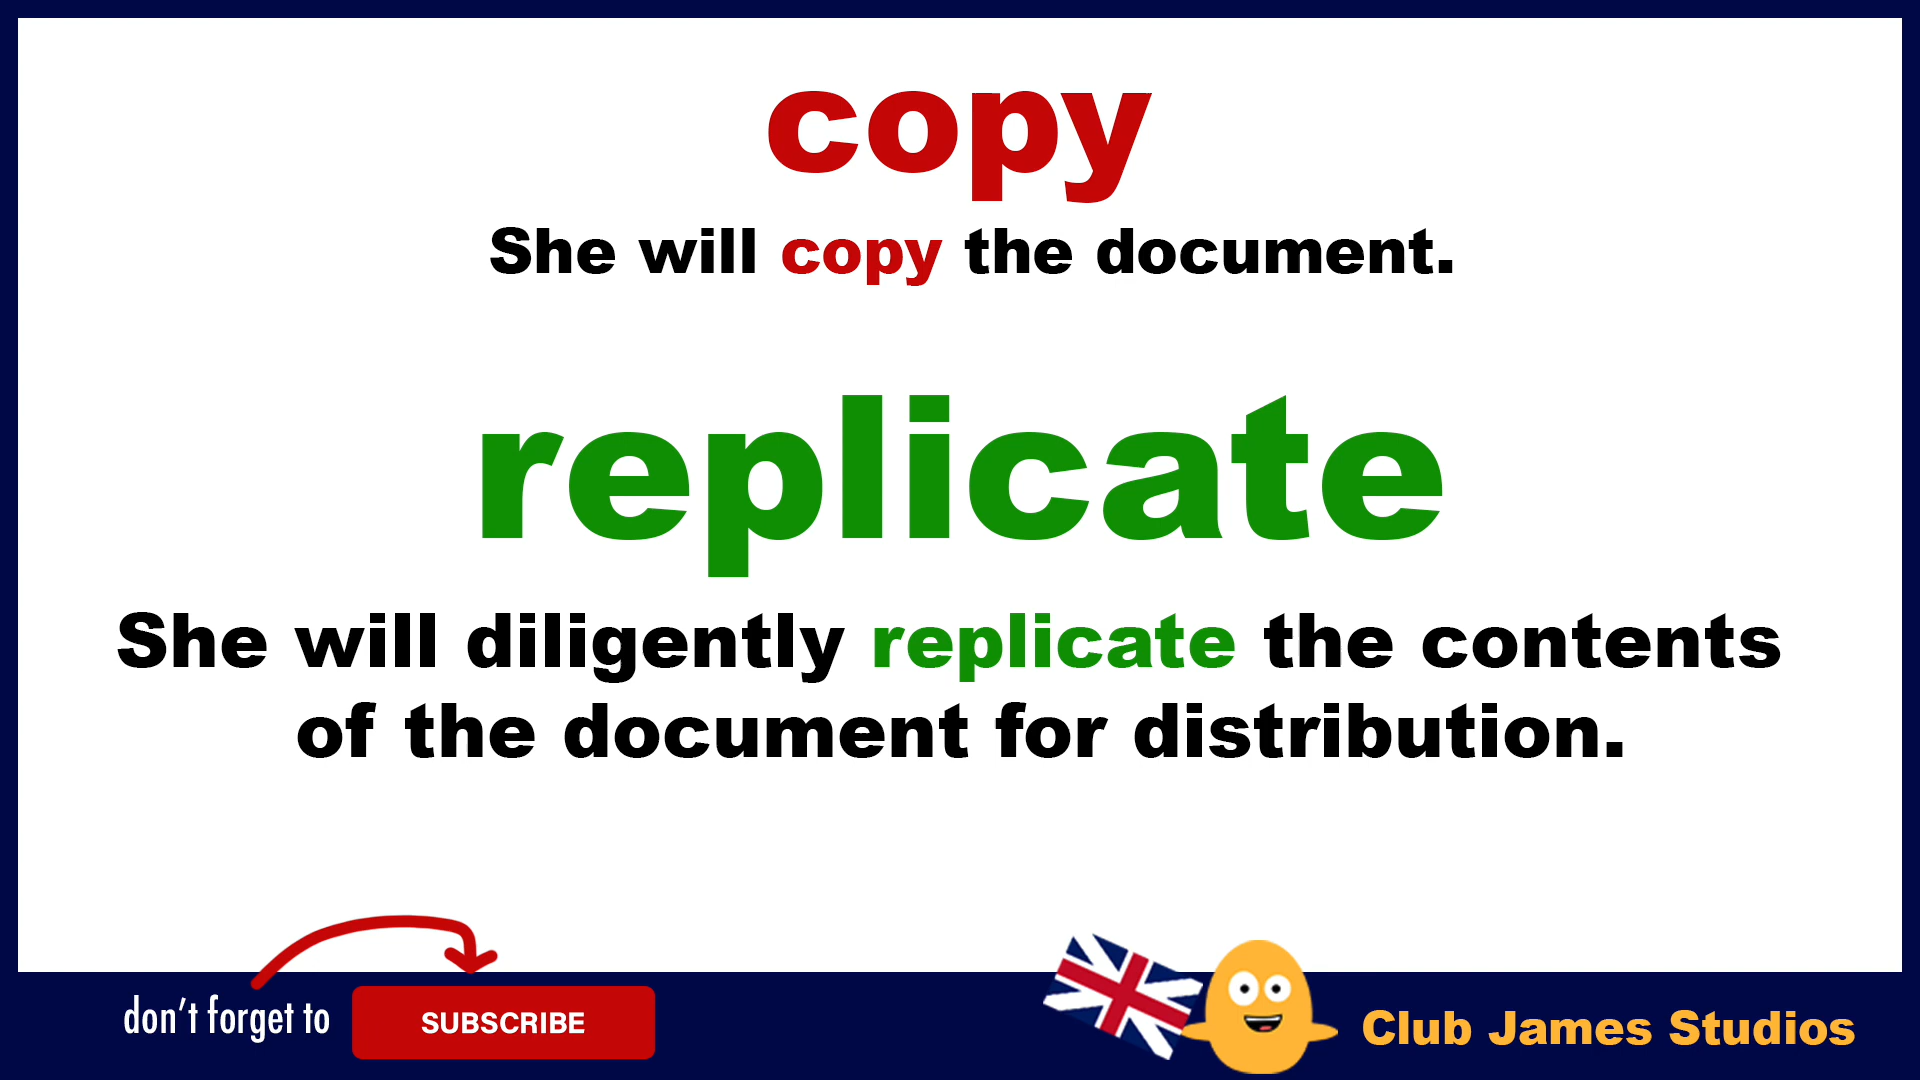 copy
She will copy the document.
replicate
She will diligently replicate the contents
of the document for distribution.
don't forget to
SUBSCRIBE
Club James Studios